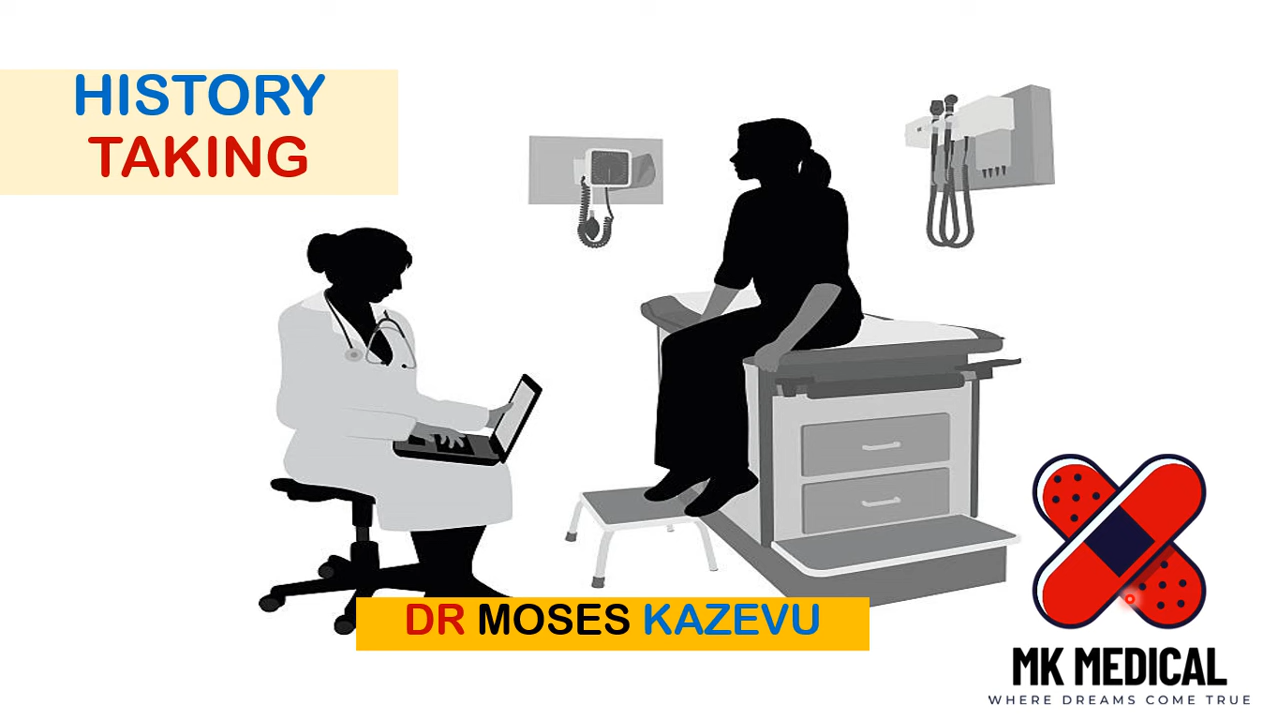 HISTORY
TAKING
DR MOSES KAZEVU
MK MEDICAL
WHERE DREAMS COME TRUE